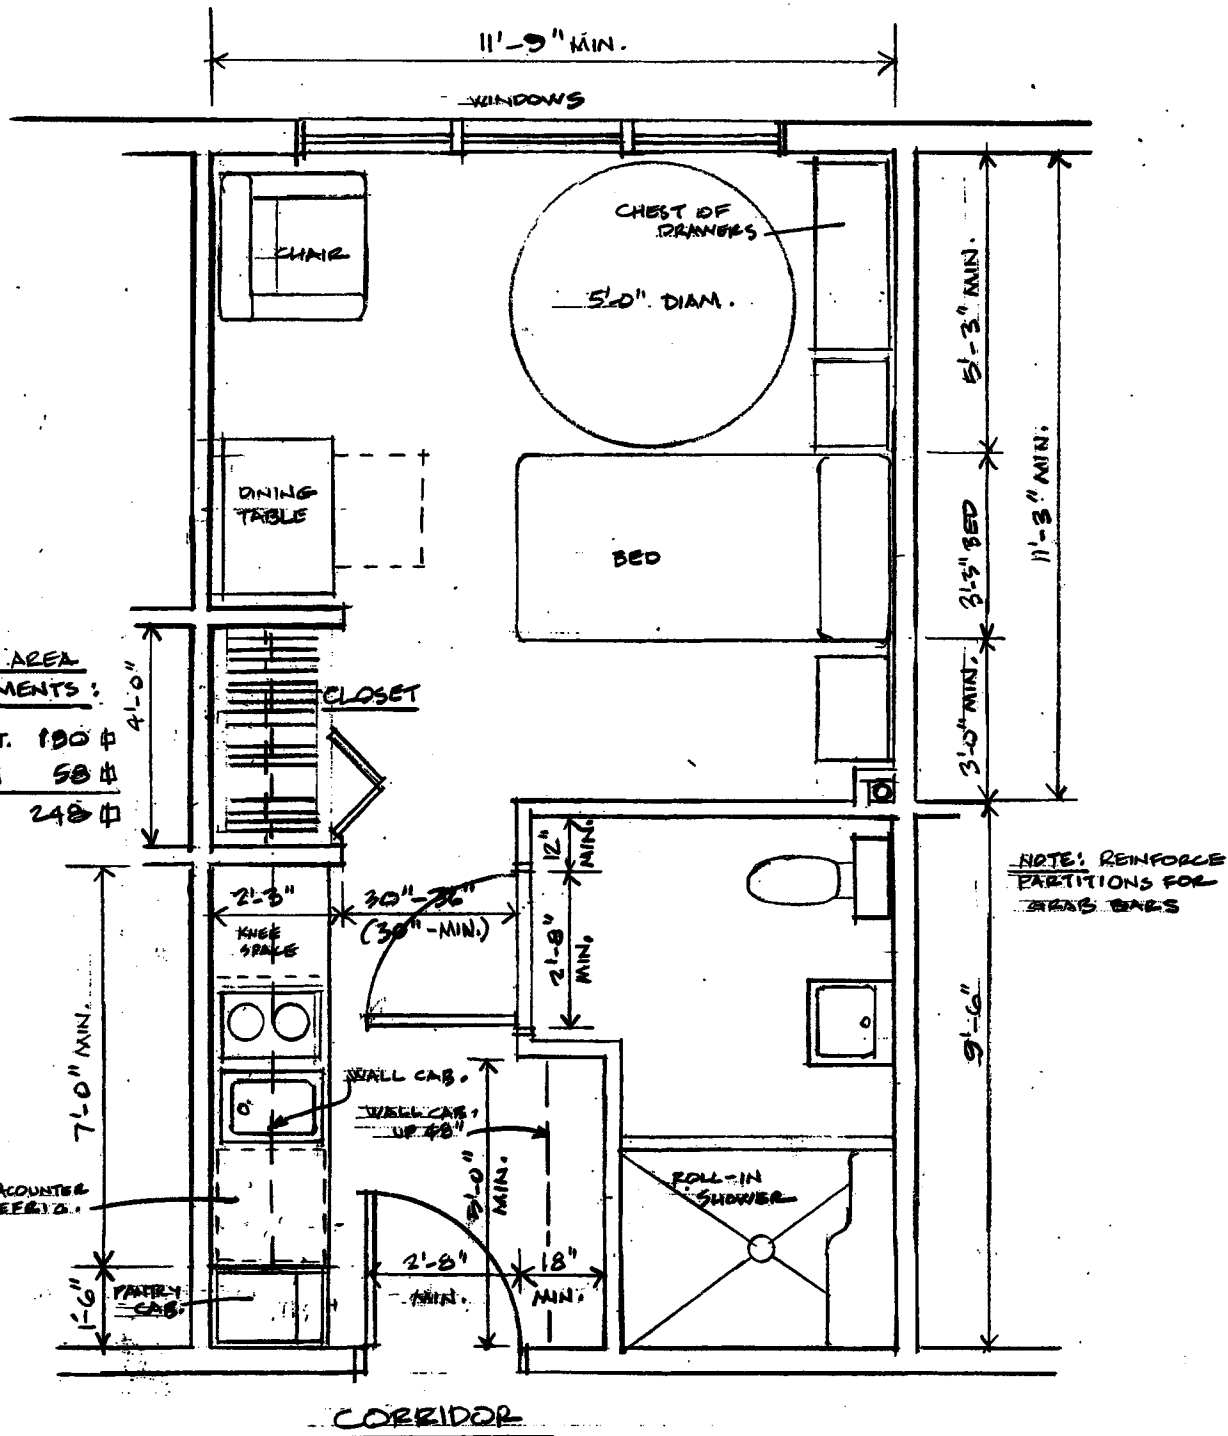 11'-9" MIN.
WINDOWS
CHEST OF
DRAWERS
CHAIR
5'-0" DIAM.
5'-3" MIN.
11'-3" MIN.
DINING
TABLE
BED
3'-3" BED
AREA
MENTS:
T. 190
58
248
4'-0"
CLOSET
3'-0" MIN.
12"
MIN.
2'-3"
30"-36"
KNEE
SPACE
2'-8"
MIN.
NOTE: REINFORCE
PARTITIONS FOR
GRAB BARS
9'-6"
7'-0" MIN.
WALL CAB.
WALL CAB.
UP 48"
5'-0"
MIN.
ROLL-IN
SHOWER
COUNTER
2'-8"
MIN.
18"
MIN.
1'-6"
PANTRY
CAB.
CORRIDOR